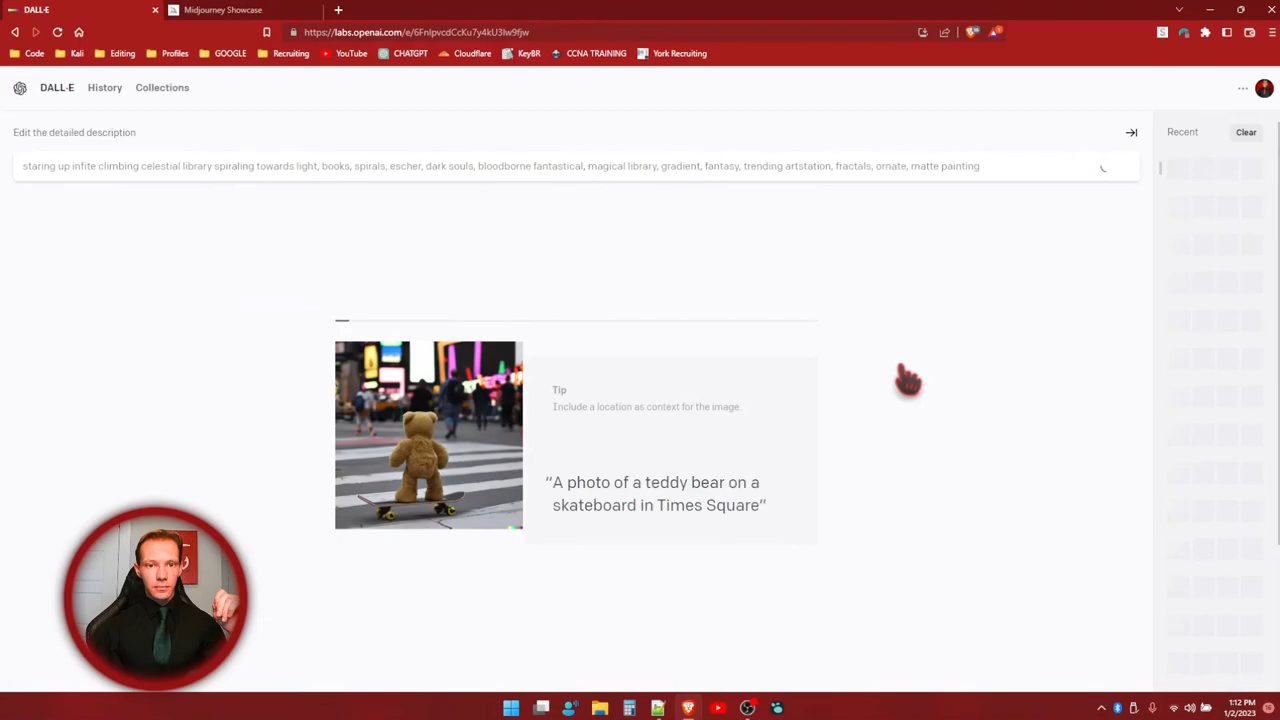 DALL·E
Midjourney Showcase
https://labs.openai.com/e/6FnlpvcdCcKu7y4kU3lw9fjw
Code
Kali
Editing
Profiles
GOOGLE
Recruiting
YouTube
CHATGPT
Cloudflare
KeyBR
CCNA TRAINING
York Recruiting
DALL·E
History
Collections
Edit the detailed description
Recent
Clear
staring up infite climbing celestial library spiraling towards light, books, spirals, escher, dark souls, bloodborne fantastical, magical library, gradient, fantasy, trending artstation, fractals, ornate, matte painting
Tip
Include a location as context for the image.
“A photo of a teddy bear on a
skateboard in Times Square”
1:12 PM
1/2/2023